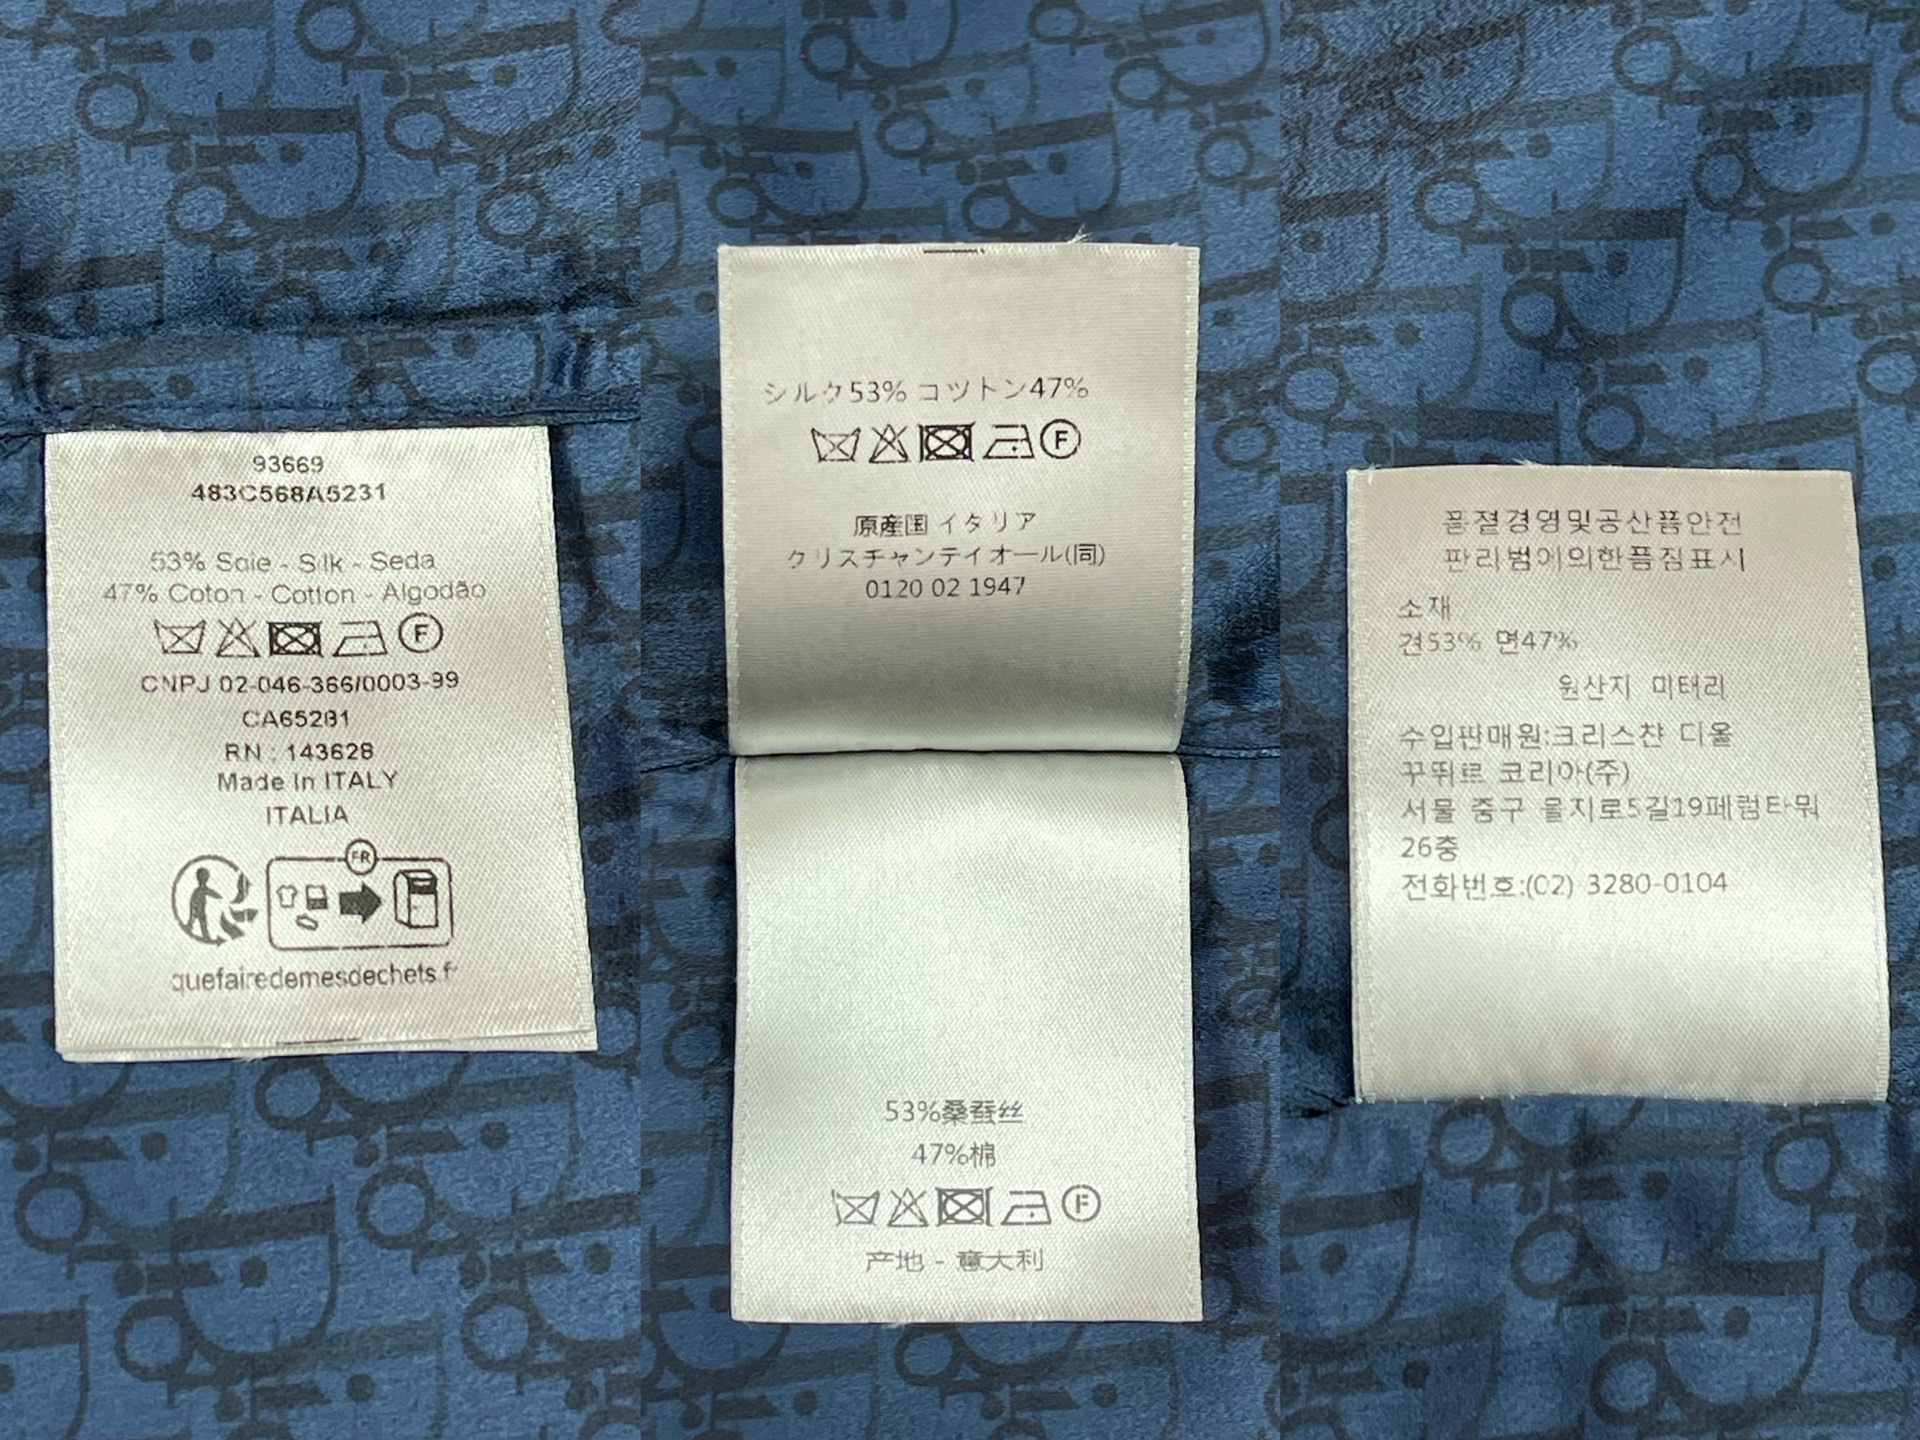 93669
483C568A5231
53% Soie - Silk - Seda
47% Coton - Cotton - Algodão
F
CNPJ 02-046-366/0003-99
CA65281
RN : 143628
Made In ITALY
ITALIA
FR
quefairedemesdechets.fr
シルク53% コットン47%
F
原産国 イタリア
クリスチャンティオール(同)
0120 02 1947
53%桑蚕丝
47%棉
F
产地 - 意大利
품절경영및공산품안전
판리범에의한품짐표시
소재
견53% 면47%
원산지 미태리
수입판매원:크리스챤 디올
꾸뛰르 코리아(주)
서물 중구 을지로5길19페럼타워
26층
전화번호:(02) 3280-0104